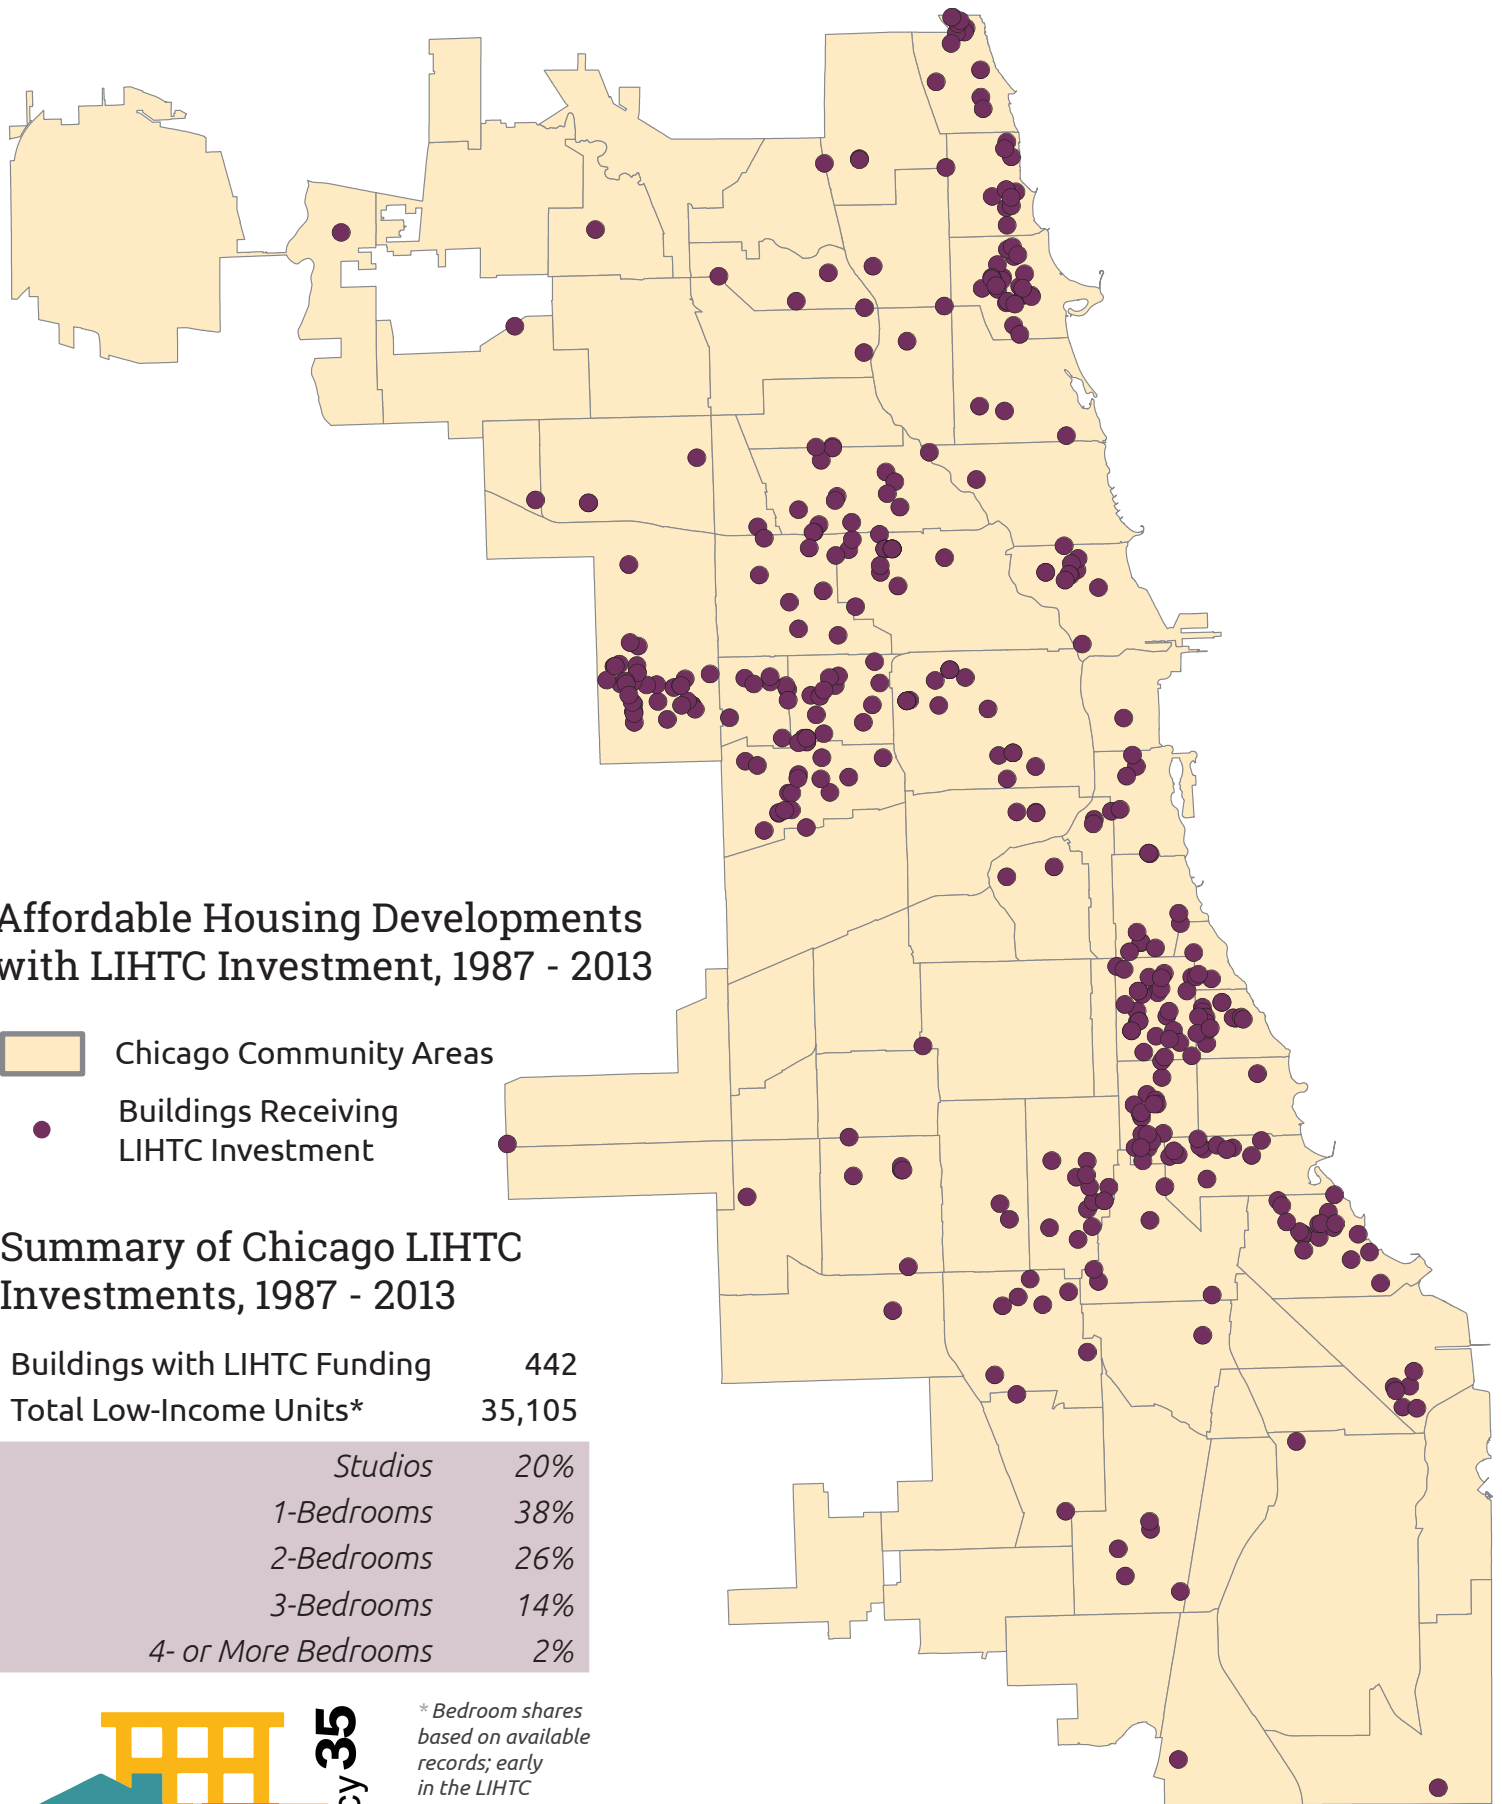 Affordable Housing Developments
with LIHTC Investment, 1987 - 2013
Chicago Community Areas
Buildings Receiving
LIHTC Investment
Summary of Chicago LIHTC
Investments, 1987 - 2013
Buildings with LIHTC Funding 442
Total Low-Income Units* 35,105
Studios 20%
1-Bedrooms 38%
2-Bedrooms 26%
3-Bedrooms 14%
4- or More Bedrooms 2%
35
* Bedroom shares
based on available
records; early
in the LIHTC